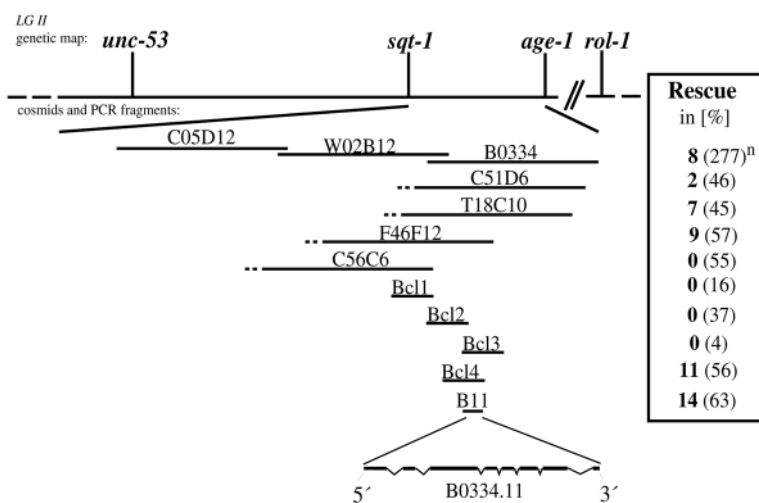 LG II
genetic map: unc-53 sqt-1 age-1 rol-1
cosmids and PCR fragments:
C05D12
W02B12
B0334
C51D6
T18C10
F46F12
C56C6
Bcl1
Bcl2
Bcl3
Bcl4
B11
B0334.11
5´ 3´
Rescue
in [%]
8 (277)n
2 (46)
7 (45)
9 (57)
0 (55)
0 (16)
0 (37)
0 (4)
11 (56)
14 (63)